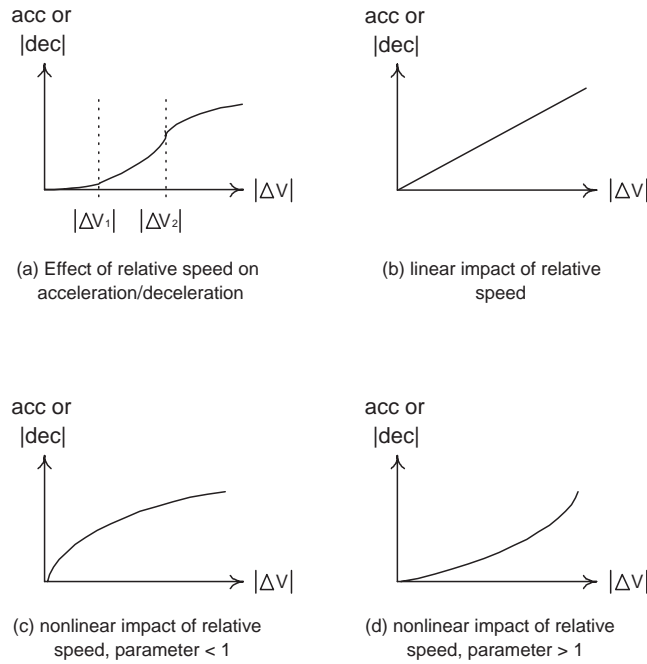 acc or
|dec|
|ΔV|
|ΔV₁|
|ΔV₂|
(a) Effect of relative speed on
acceleration/deceleration
acc or
|dec|
|ΔV|
(b) linear impact of relative
speed
acc or
|dec|
|ΔV|
(c) nonlinear impact of relative
speed, parameter < 1
acc or
|dec|
|ΔV|
(d) nonlinear impact of relative
speed, parameter > 1